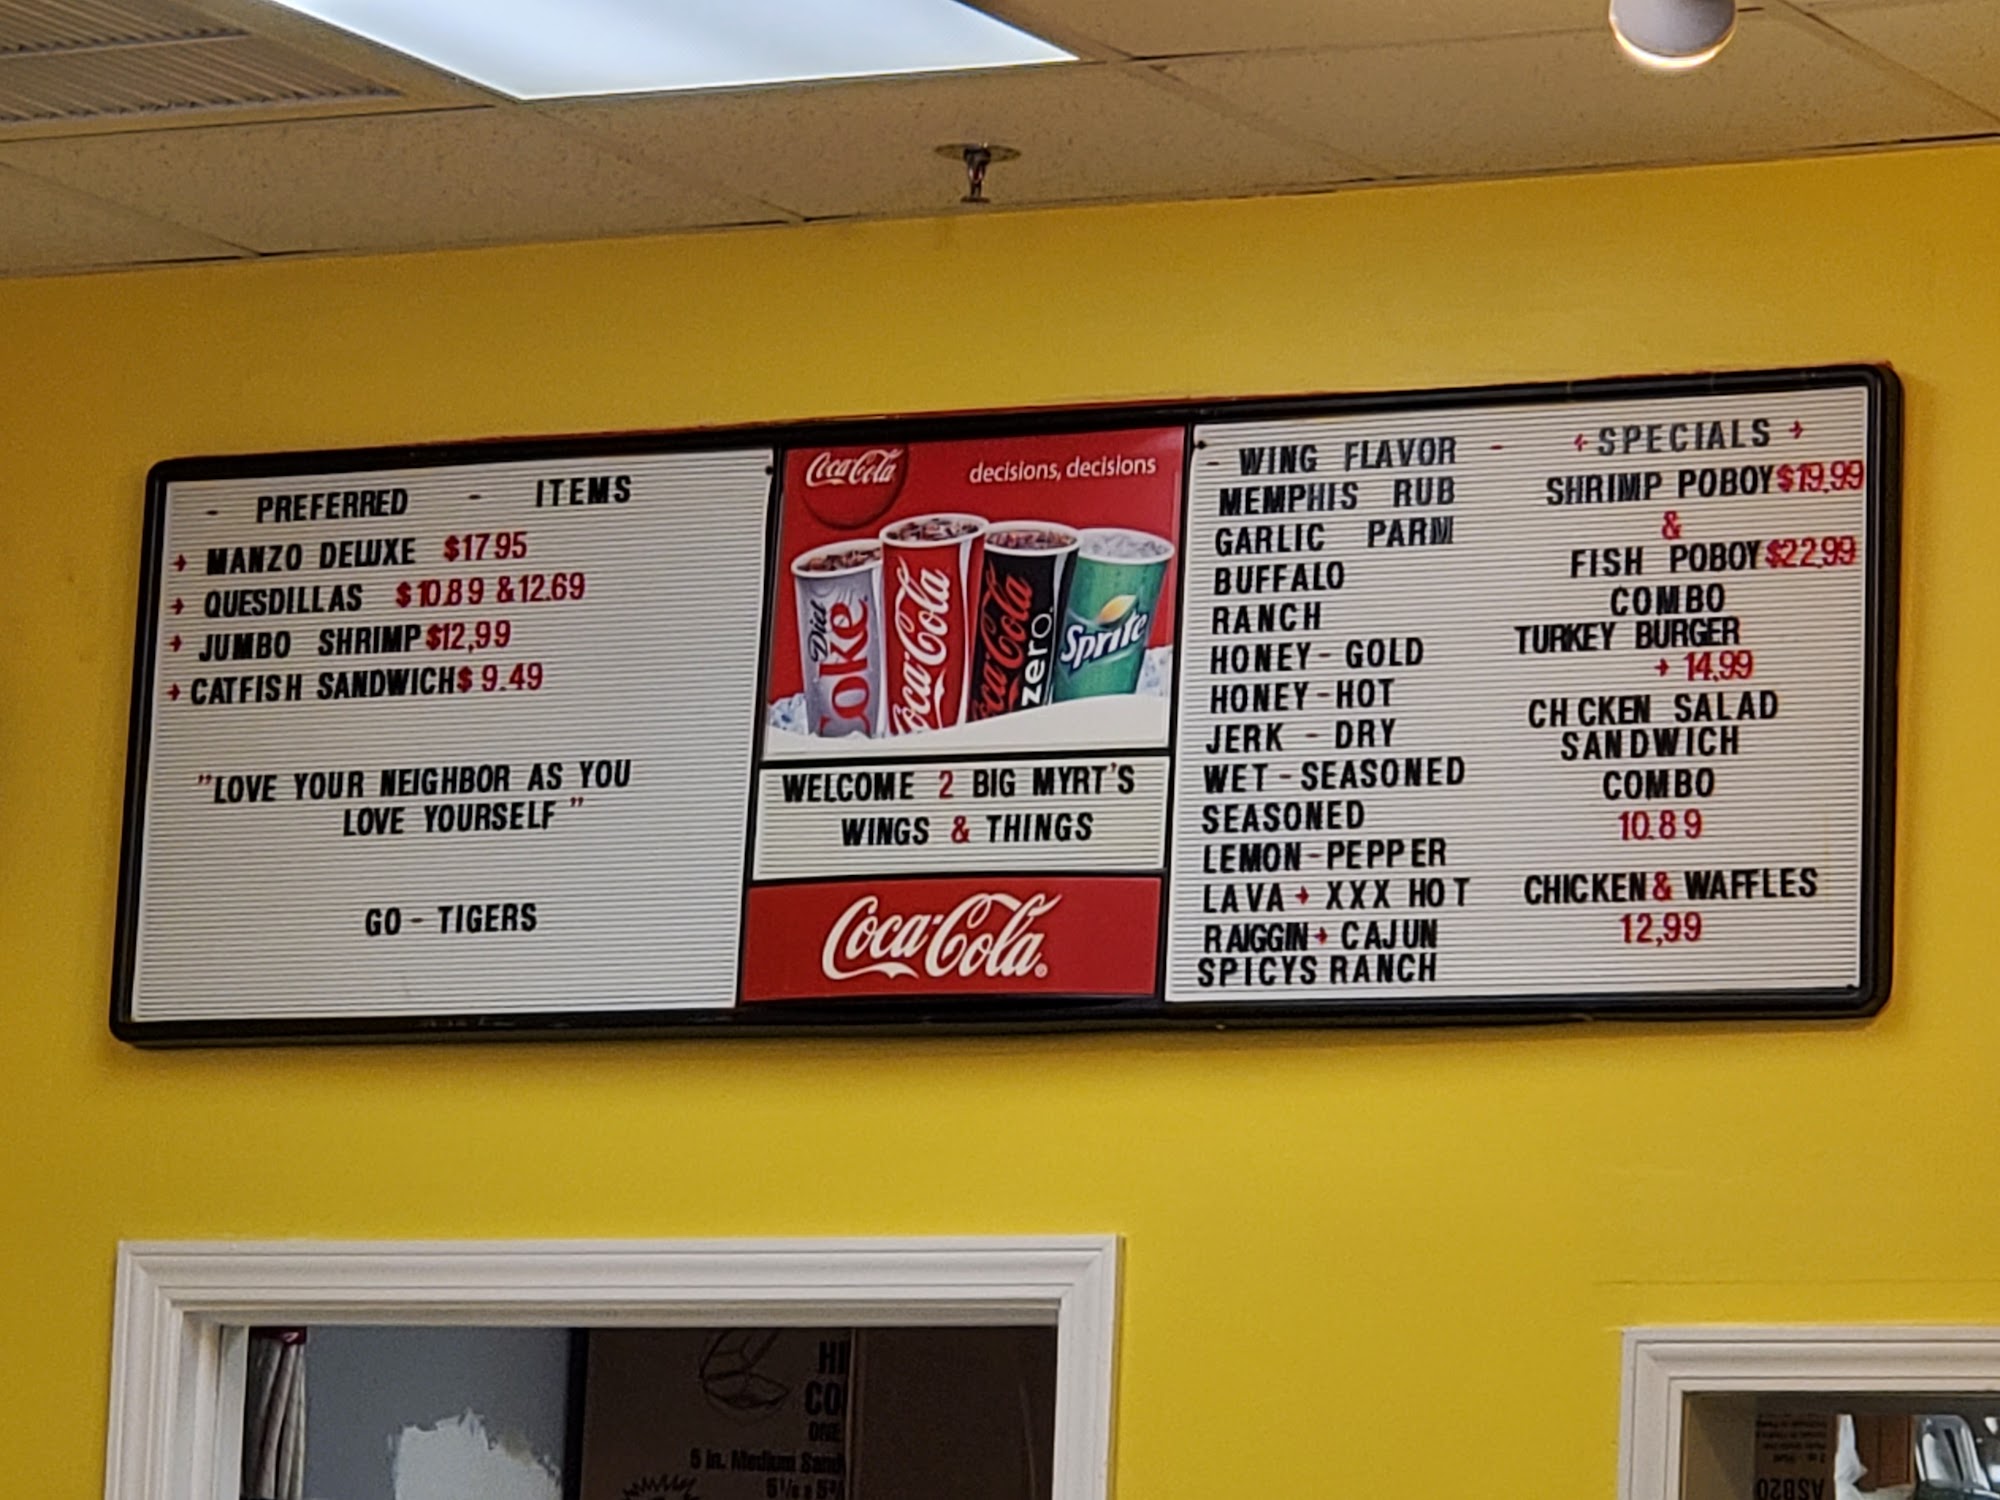 - PREFERRED - ITEMS
→ MANZO DELUXE $17.95
→ QUESDILLAS $10.89 & 12.69
→ JUMBO SHRIMP $12,99
→ CATFISH SANDWICH $ 9.49
"LOVE YOUR NEIGHBOR AS YOU
LOVE YOURSELF"
GO - TIGERS
Coca-Cola
decisions, decisions
Diet Coke
Coca-Cola
Coca-Cola zero
Sprite
WELCOME 2 BIG MYRT'S
WINGS & THINGS
Coca-Cola
- WING FLAVOR -
MEMPHIS RUB
GARLIC PARM
BUFFALO
RANCH
HONEY - GOLD
HONEY - HOT
JERK - DRY
WET - SEASONED
SEASONED
LEMON - PEPPER
LAVA → XXX HOT
RAIGGIN → CAJUN
SPICYS RANCH
← SPECIALS →
SHRIMP POBOY $19.99
&
FISH POBOY $22.99
COMBO
TURKEY BURGER
→ 14.99
CH CKEN SALAD
SANDWICH
COMBO
10.89
CHICKEN & WAFFLES
12,99
5 in. Medium
ASB20